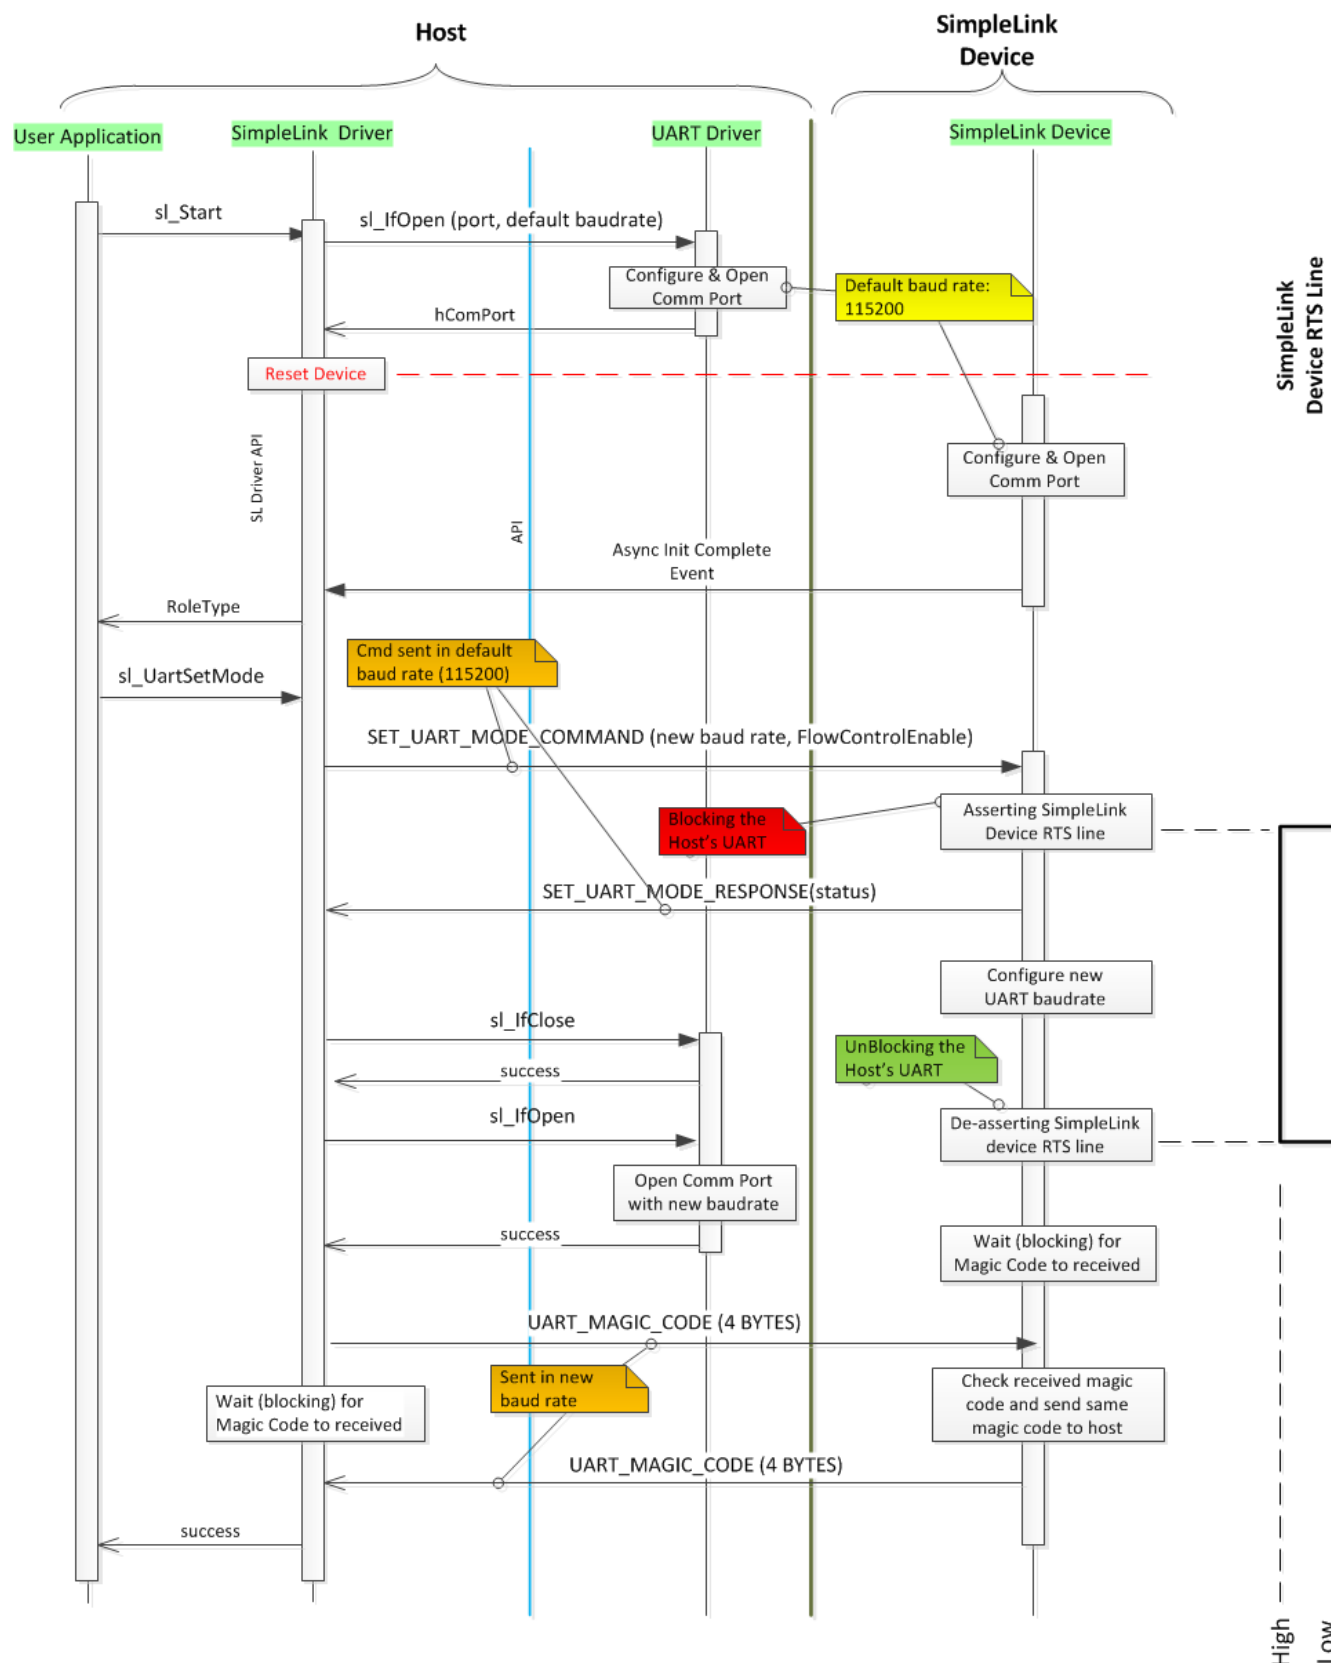 Host
SimpleLink
Device
User Application
SimpleLink  Driver
UART Driver
SimpleLink Device
sl_Start
sl_IfOpen (port, default baudrate)
Configure & Open
Comm Port
Default baud rate:
115200
hComPort
Reset Device
SimpleLink
Device RTS Line
SL Driver API
API
Configure & Open
Comm Port
Async Init Complete
Event
RoleType
Cmd sent in default
baud rate (115200)
sl_UartSetMode
SET_UART_MODE_COMMAND (new baud rate, FlowControlEnable)
Blocking the
Host's UART
Asserting SimpleLink
Device RTS line
SET_UART_MODE_RESPONSE(status)
Configure new
UART baudrate
sl_IfClose
UnBlocking the
Host's UART
success
sl_IfOpen
De-asserting SimpleLink
device RTS line
Open Comm Port
with new baudrate
success
Wait (blocking) for
Magic Code to received
UART_MAGIC_CODE (4 BYTES)
Sent in new
baud rate
Wait (blocking) for
Magic Code to received
Check received magic
code and send same
magic code to host
UART_MAGIC_CODE (4 BYTES)
success
High
Low